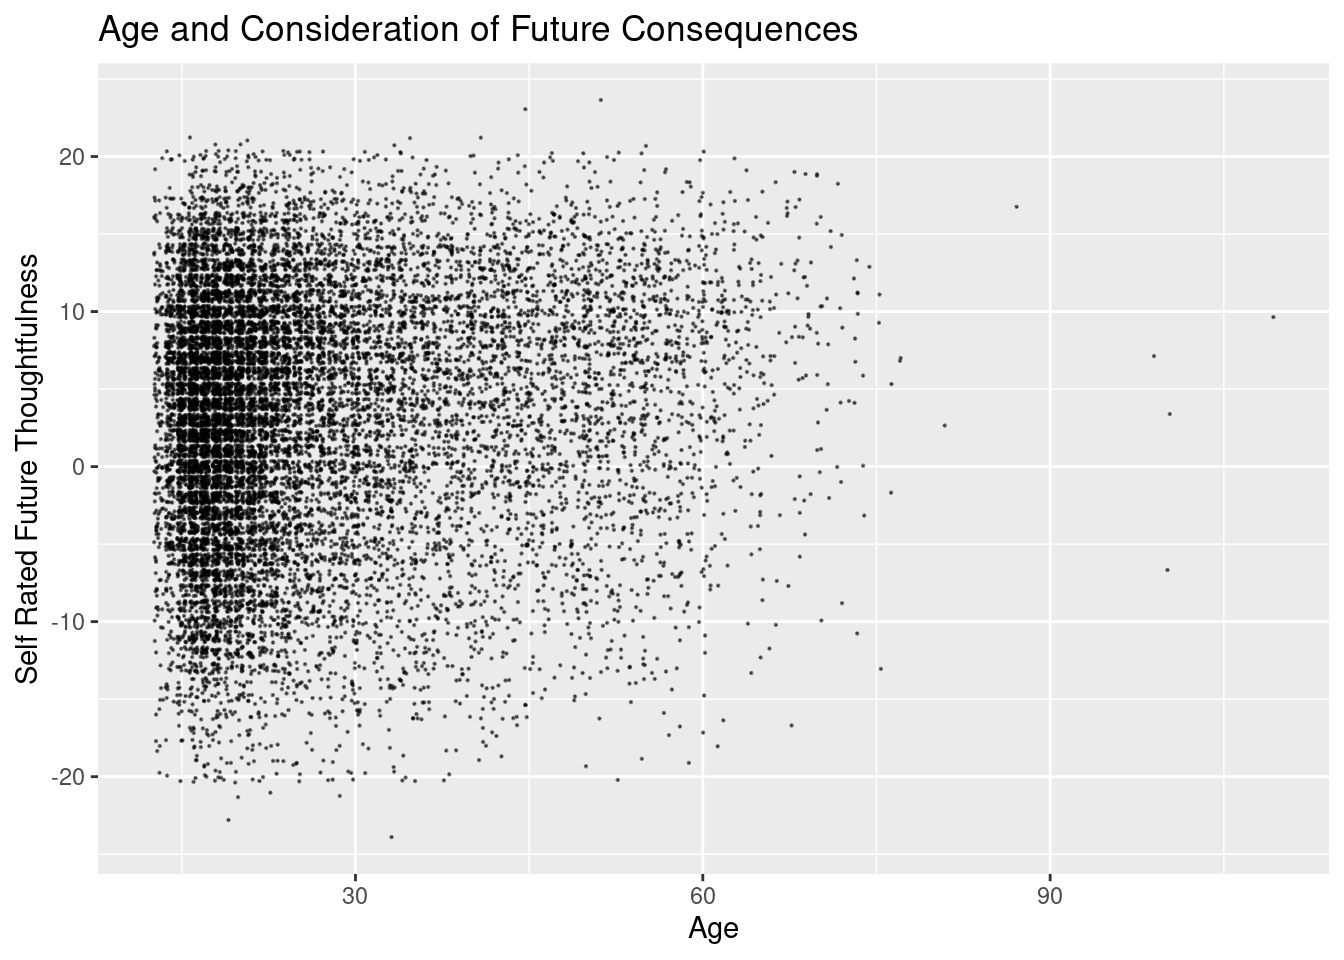 Age and Consideration of Future Consequences
Self Rated Future Thoughtfulness
20
10
0
-10
-20
30
60
90
Age